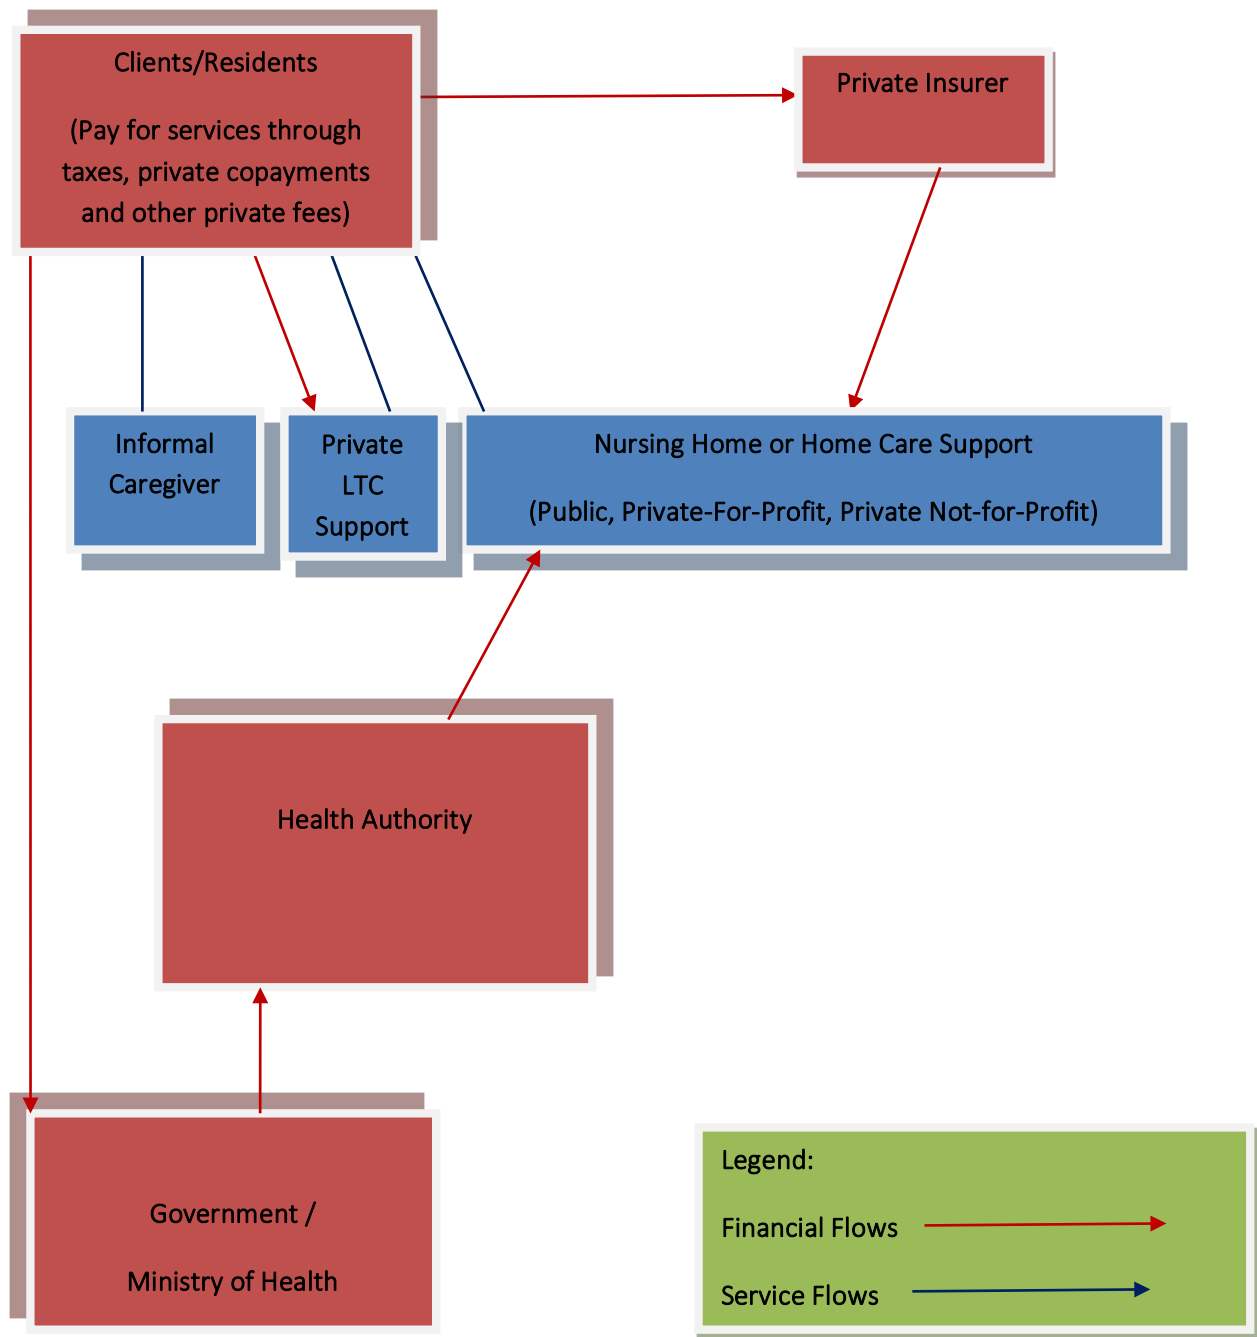 Clients/Residents
(Pay for services through
taxes, private copayments
and other private fees)
Private Insurer
Informal
Caregiver
Private
LTC
Support
Nursing Home or Home Care Support
(Public, Private-For-Profit, Private Not-for-Profit)
Health Authority
Government /
Ministry of Health
Legend:
Financial Flows
Service Flows